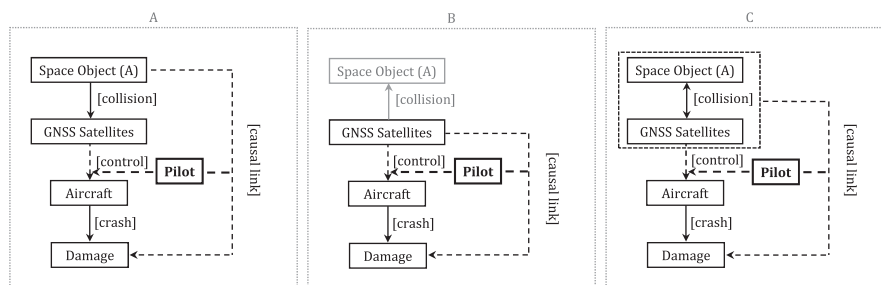 A
Space Object (A)
[collision]
GNSS Satellites
[control]
Pilot
Aircraft
[crash]
Damage
[causal link]
B
Space Object (A)
[collision]
GNSS Satellites
[control]
Pilot
Aircraft
[crash]
Damage
[causal link]
C
Space Object (A)
[collision]
GNSS Satellites
[control]
Pilot
Aircraft
[crash]
Damage
[causal link]